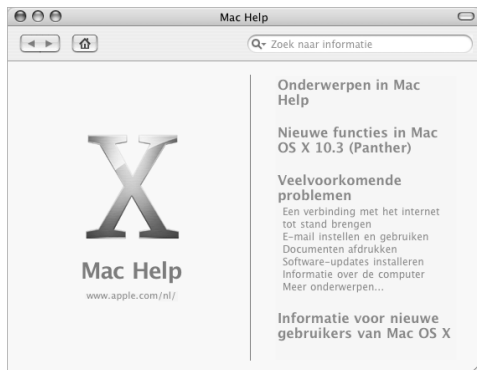 Mac Help
Zoek naar informatie
X
Mac Help
www.apple.com/nl/
Onderwerpen in Mac
Help
Nieuwe functies in Mac
OS X 10.3 (Panther)
Veelvoorkomende
problemen
Een verbinding met het internet
tot stand brengen
E-mail instellen en gebruiken
Documenten afdrukken
Software-updates installeren
Informatie over de computer
Meer onderwerpen...
Informatie voor nieuwe
gebruikers van Mac OS X